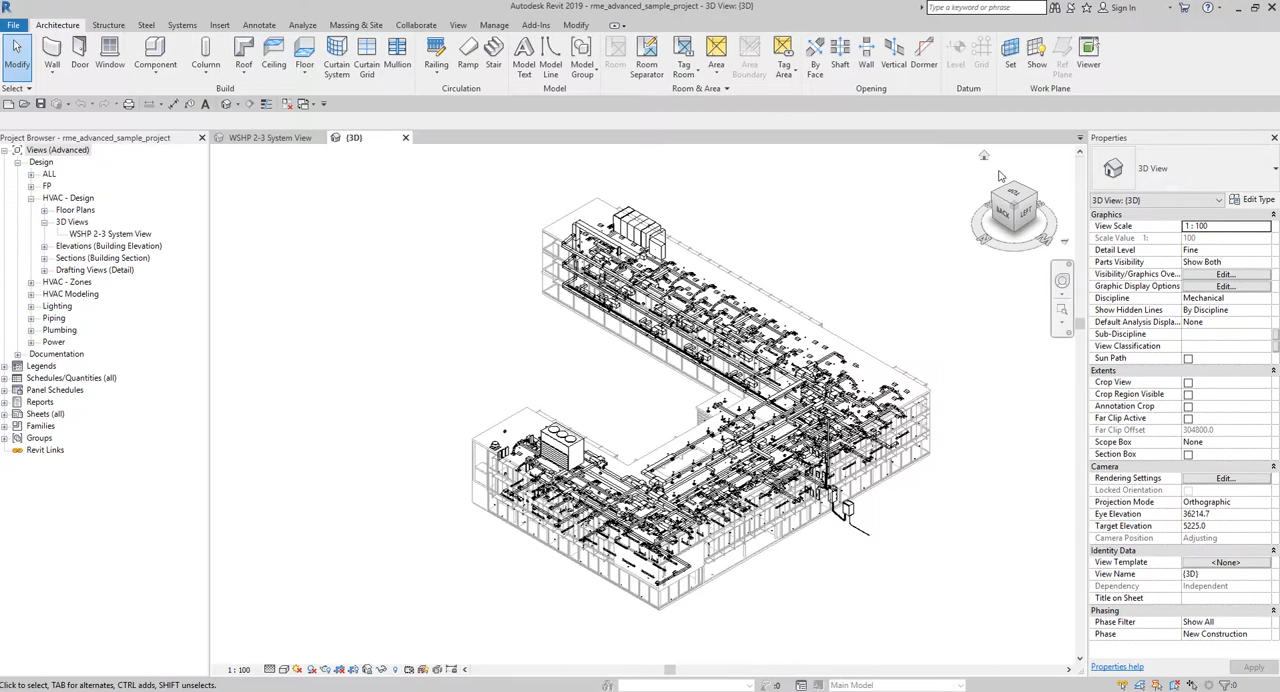 Autodesk Revit 2019 - rme_advanced_sample_project - 3D View: {3D}
Type a keyword or phrase
Sign In
File Architecture Structure Steel Systems Insert Annotate Analyze Massing & Site Collaborate View Manage Add-Ins Modify
Modify Wall Door Window Component Column Roof Ceiling Floor Curtain System Curtain Grid Mullion Railing Ramp Stair Model Text Model Line Model Group Room Room Separator Tag Room Area Area Boundary Tag Area By Face Shaft Wall Vertical Dormer Level Grid Set Show Ref Plane Viewer
Select Build Circulation Model Room & Area Opening Datum Work Plane
Project Browser - rme_advanced_sample_project
WSHP 2-3 System View
{3D}
Views (Advanced)
Design
ALL
FP
HVAC - Design
Floor Plans
3D Views
WSHP 2-3 System View
Elevations (Building Elevation)
Sections (Building Section)
Drafting Views (Detail)
HVAC - Zones
HVAC Modeling
Lighting
Piping
Plumbing
Power
Documentation
Legends
Schedules/Quantities (all)
Panel Schedules
Reports
Sheets (all)
Families
Groups
Revit Links
TOP
BACK
LEFT
Properties
3D View
3D View: {3D} Edit Type
Graphics
View Scale 1 : 100
Scale Value 1: 100
Detail Level Fine
Parts Visibility Show Both
Visibility/Graphics Ove... Edit...
Graphic Display Options Edit...
Discipline Mechanical
Show Hidden Lines By Discipline
Default Analysis Displa... None
Sub-Discipline
View Classification
Sun Path
Extents
Crop View
Crop Region Visible
Annotation Crop
Far Clip Active
Far Clip Offset 304800.0
Scope Box None
Section Box
Camera
Rendering Settings Edit...
Locked Orientation
Projection Mode Orthographic
Eye Elevation 36214.7
Target Elevation 5225.0
Camera Position Adjusting
Identity Data
View Template <None>
View Name {3D}
Dependency Independent
Title on Sheet
Phasing
Phase Filter Show All
Phase New Construction
Properties help Apply
1 : 100
Click to select, TAB for alternates, CTRL adds, SHIFT unselects.
:0
Main Model
:0